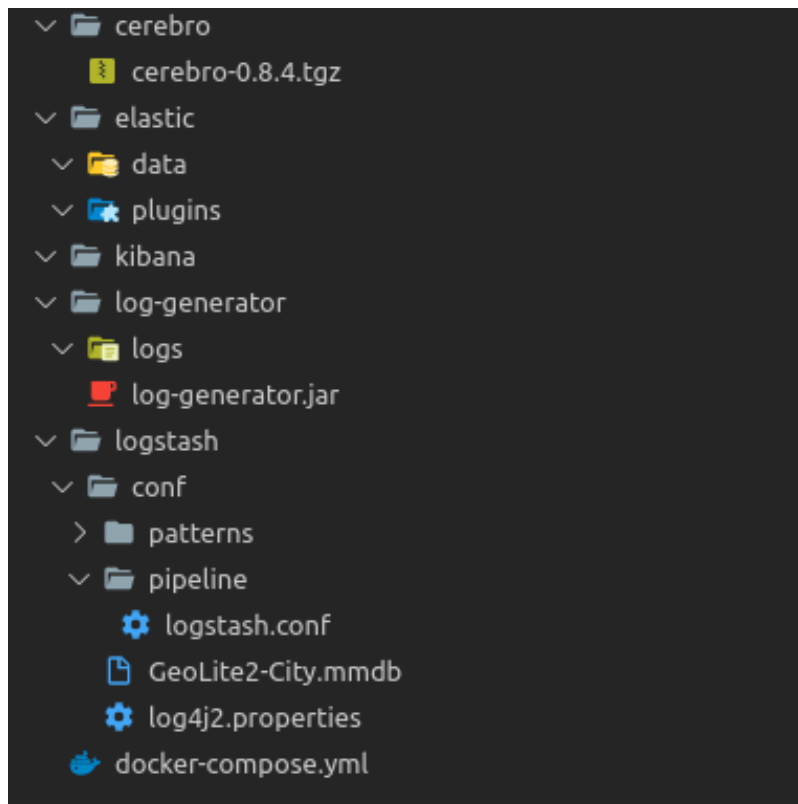 cerebro
cerebro-0.8.4.tgz
elastic
data
plugins
kibana
log-generator
logs
log-generator.jar
logstash
conf
patterns
pipeline
logstash.conf
GeoLite2-City.mmdb
log4j2.properties
docker-compose.yml